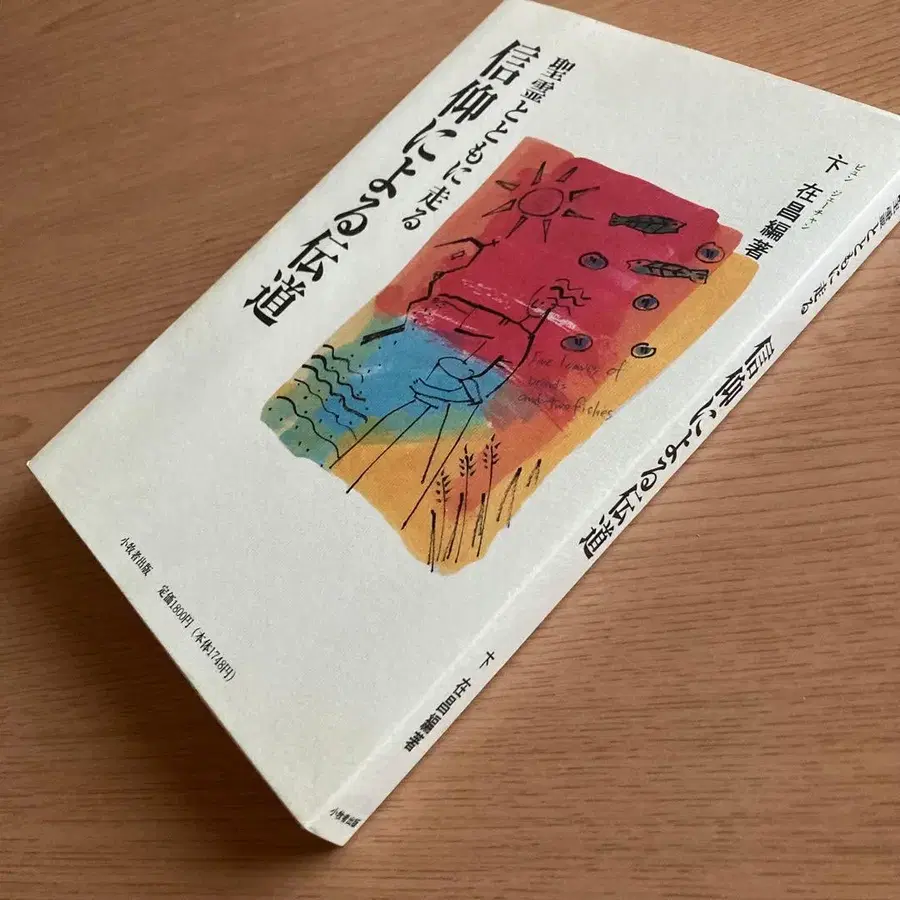 聖霊とともに走る
信仰による伝道
ビュン ジェーチャン
卞 在昌編著
Five loaves of
breads
and two fishes
小牧者出版 定価1800円（本体1748円）
聖霊とともに走る
信仰による伝道
卞 在昌編著
小牧者出版